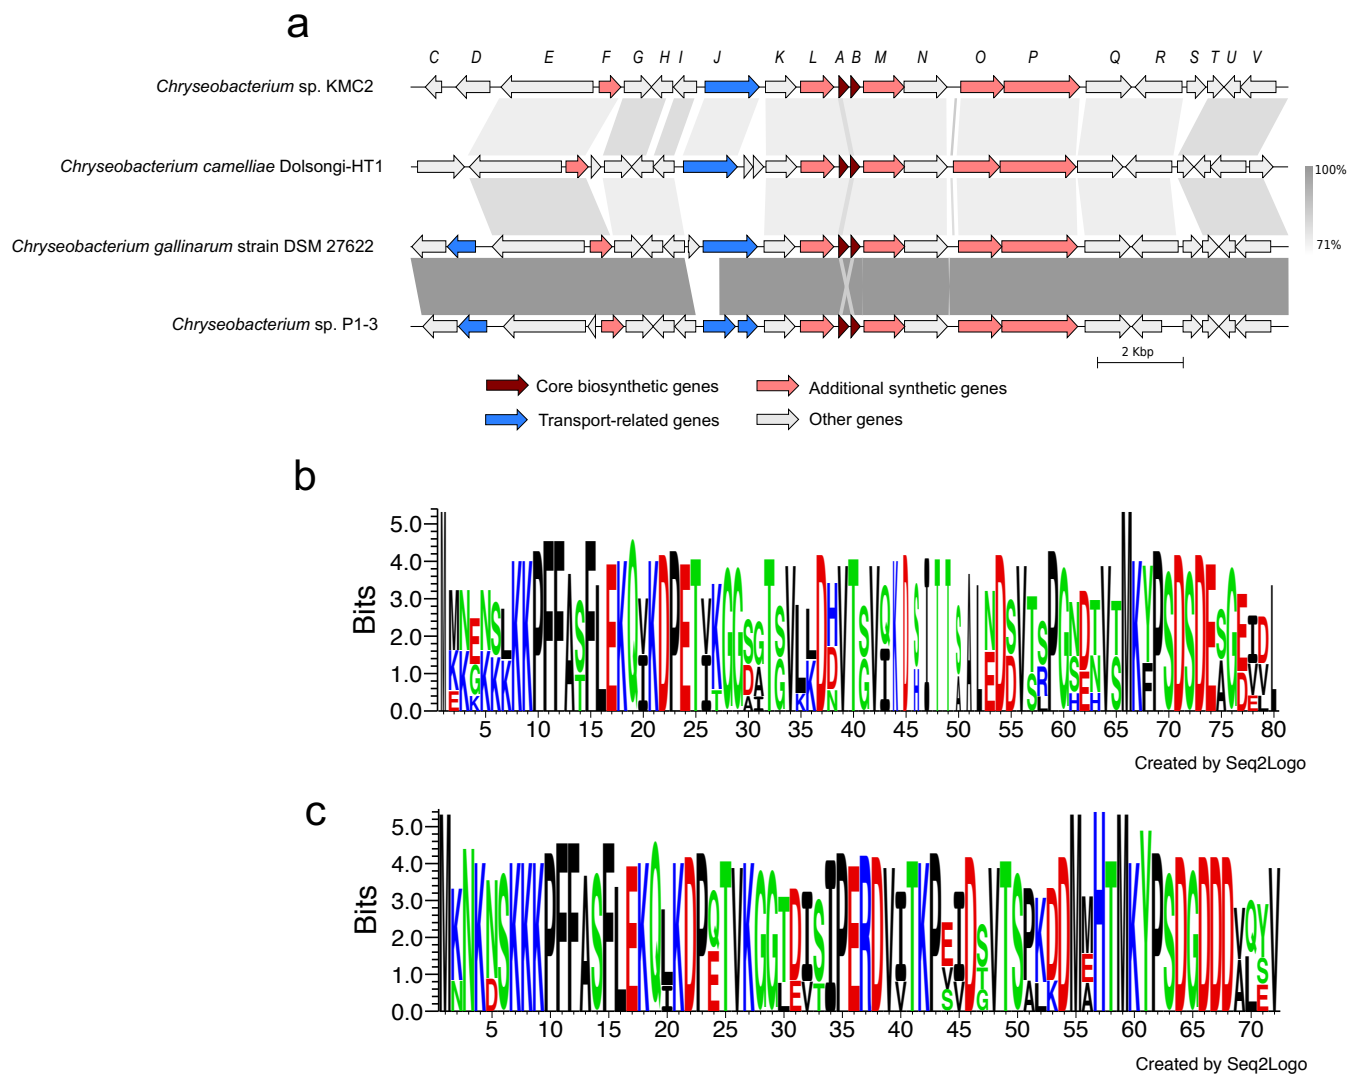 a
C D E F G H I J K L A B M N O P Q R S T U V
Chryseobacterium sp. KMC2
Chryseobacterium camelliae Dolsongi-HT1
100%
Chryseobacterium gallinarum strain DSM 27622
71%
Chryseobacterium sp. P1-3
2 Kbp
Core biosynthetic genes
Additional synthetic genes
Transport-related genes
Other genes
b
Bits
5.0
4.0
3.0
2.0
1.0
0.0
5 10 15 20 25 30 35 40 45 50 55 60 65 70 75 80
Created by Seq2Logo
c
Bits
5.0
4.0
3.0
2.0
1.0
0.0
5 10 15 20 25 30 35 40 45 50 55 60 65 70
Created by Seq2Logo